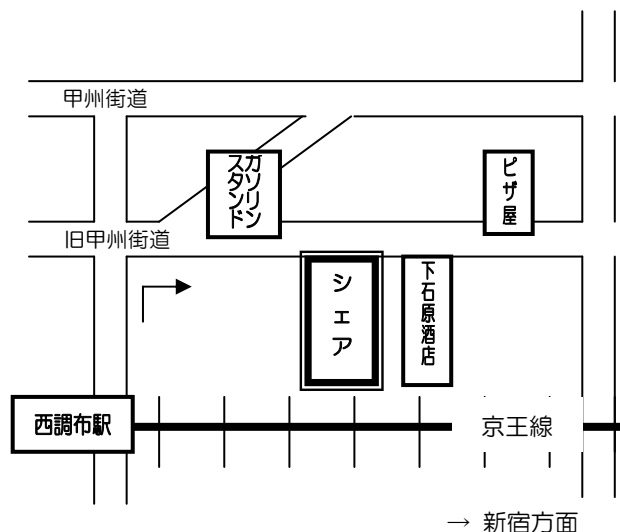 甲州街道
ガソリン
スタンド
ピザ屋
旧甲州街道
シェア
下石原酒店
西調布駅
京王線
→ 新宿方面